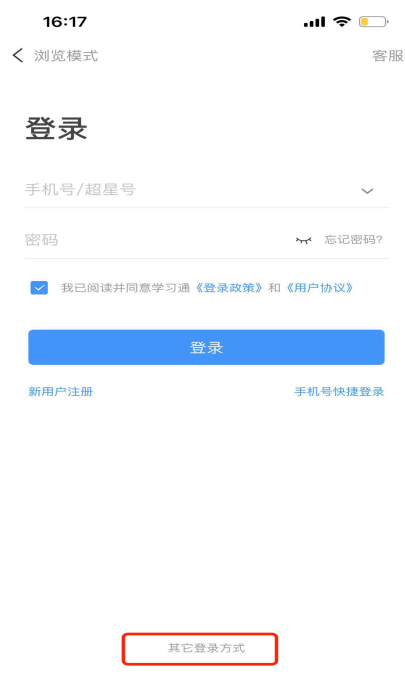 16:17
浏览模式 客服
登录
手机号/超星号
密码 忘记密码?
我已阅读并同意学习通《登录政策》和《用户协议》
登录
新用户注册 手机号快捷登录
其它登录方式